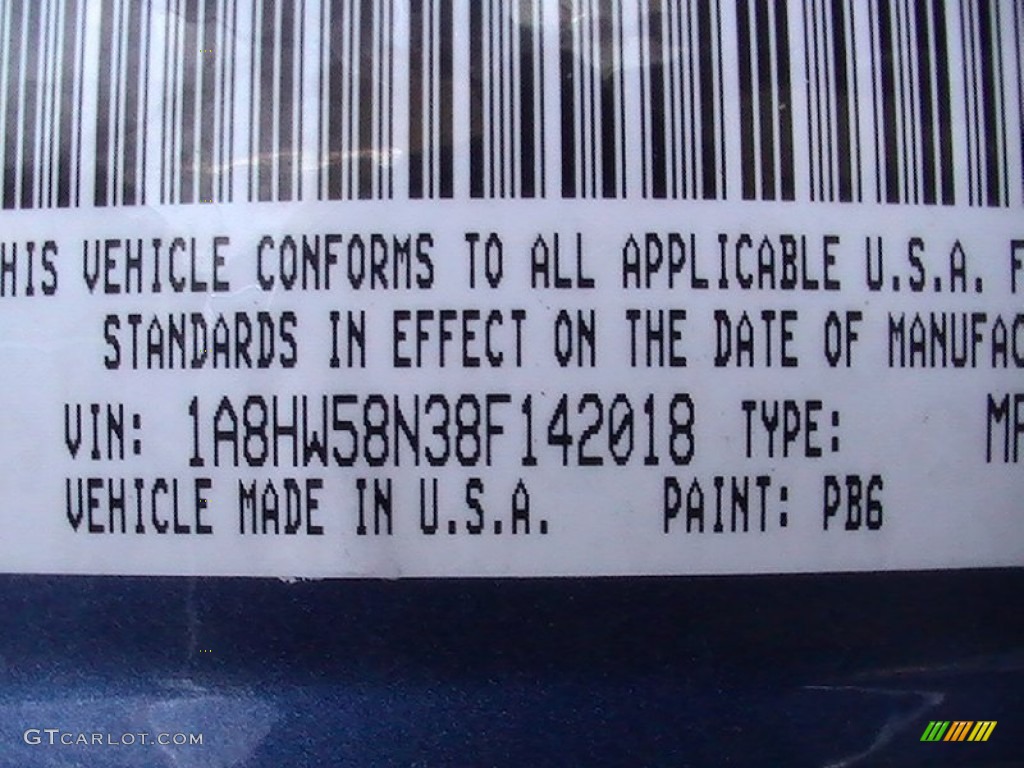 HIS VEHICLE CONFORMS TO ALL APPLICABLE U.S.A. F
STANDARDS IN EFFECT ON THE DATE OF MANUFAC
VIN: 1A8HW58N38F142018 TYPE: MP
VEHICLE MADE IN U.S.A. PAINT: PB6
GTCARLOT.COM